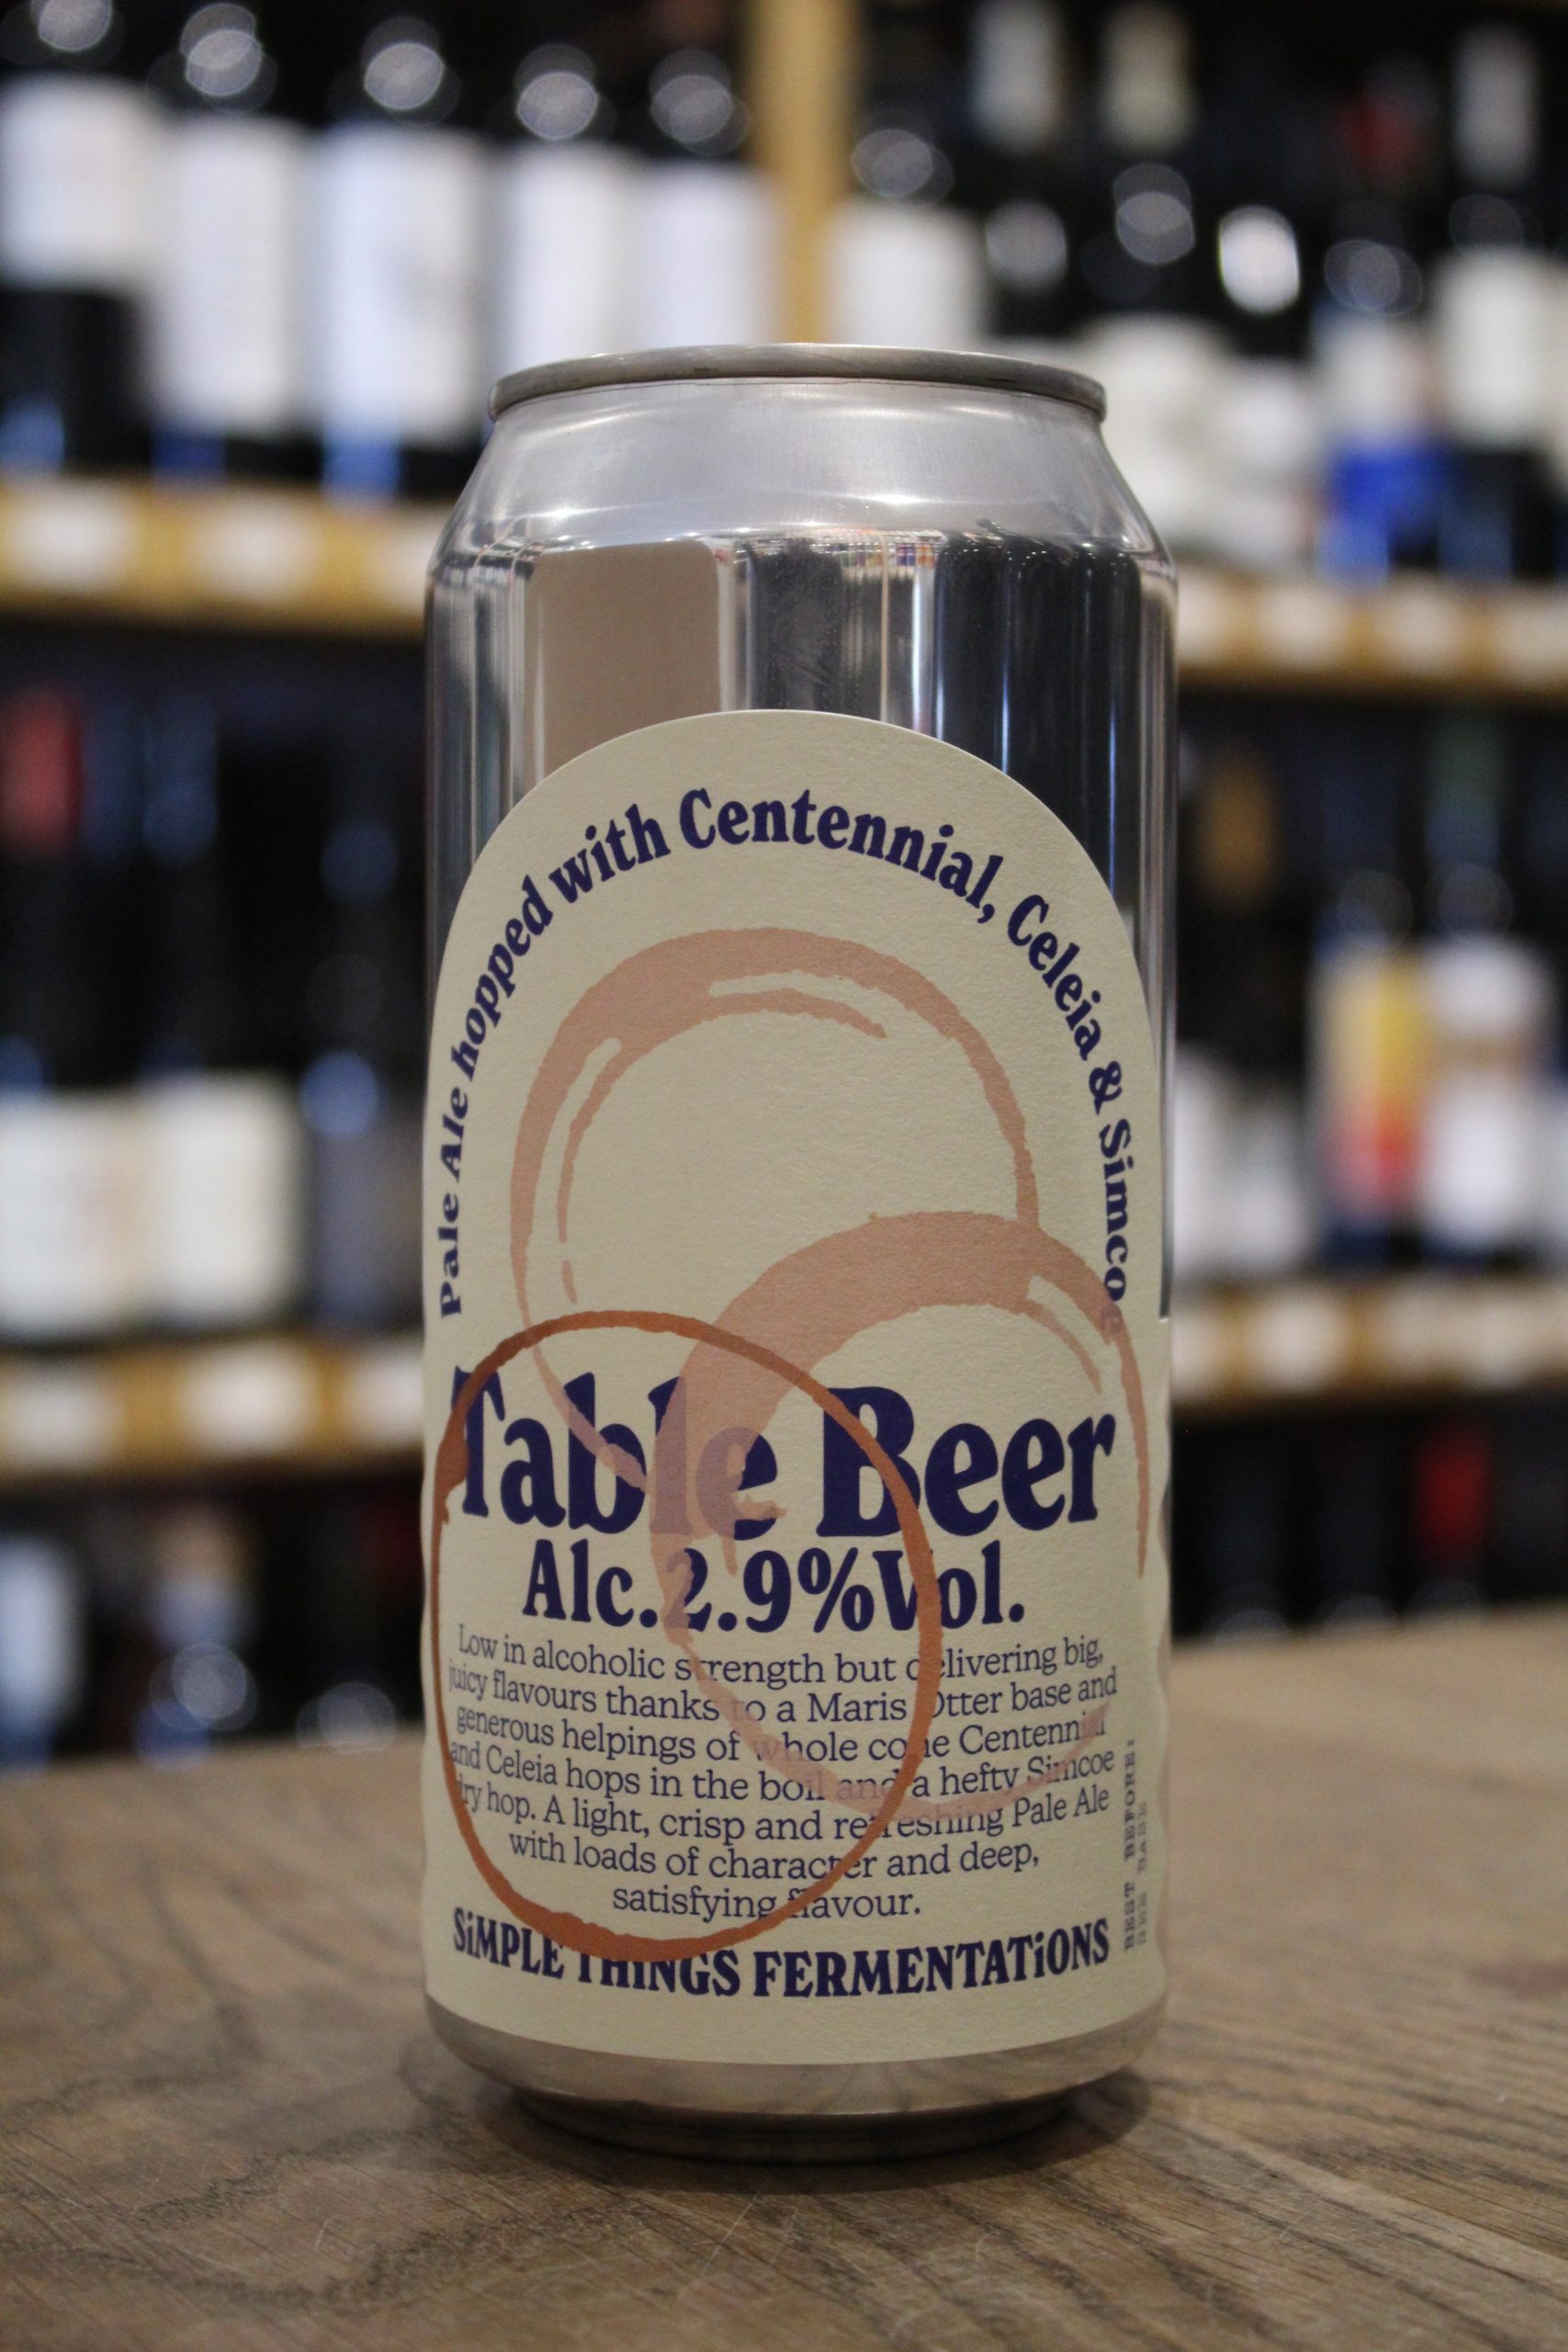 Pale Ale hopped with Centennial, Celeia & Simcoe
Table Beer
Alc.2.9%Vol.
Low in alcoholic strength but delivering big,
juicy flavours thanks to a Maris Otter base and
generous helpings of whole cone Centennial
and Celeia hops in the boil and a hefty Simcoe
dry hop. A light, crisp and refreshing Pale Ale
with loads of character and deep,
satisfying flavour.
SiMPLE THiNGS FERMENTATiONS
BEST BEFORE:
SEE BASE